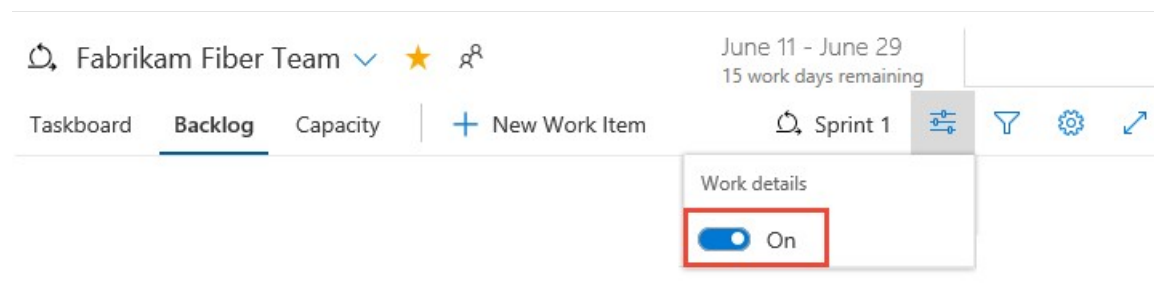 Fabrikam Fiber Team
June 11 - June 29
15 work days remaining
Taskboard Backlog Capacity + New Work Item Sprint 1
Work details
On